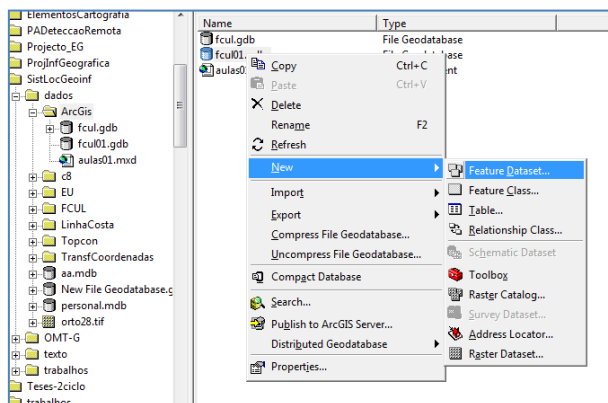 ElementosCartografia
PADeteccaoRemota
Projecto_EG
ProjInfGeografica
SistLocGeoinf
dados
ArcGis
fcul.gdb
fcul01.gdb
aulas01.mxd
c8
EU
FCUL
LinhaCosta
Topcon
TransfCoordenadas
aa.mdb
New File Geodatabase.g
personal.mdb
orto28.tif
OMT-G
texto
trabalhos
Teses-2ciclo
trabalhos
Name Type
fcul.gdb File Geodatabase
fcul01
aulas0
Copy Ctrl+C
Paste Ctrl+V
Delete
Rename F2
Refresh
New
Import
Export
Compress File Geodatabase...
Uncompress File Geodatabase...
Compact Database
Search...
Publish to ArcGIS Server...
Distributed Geodatabase
Properties...
Feature Dataset...
Feature Class...
Table...
Relationship Class...
Schematic Dataset
Toolbox
Raster Catalog...
Survey Dataset...
Address Locator...
Raster Dataset...